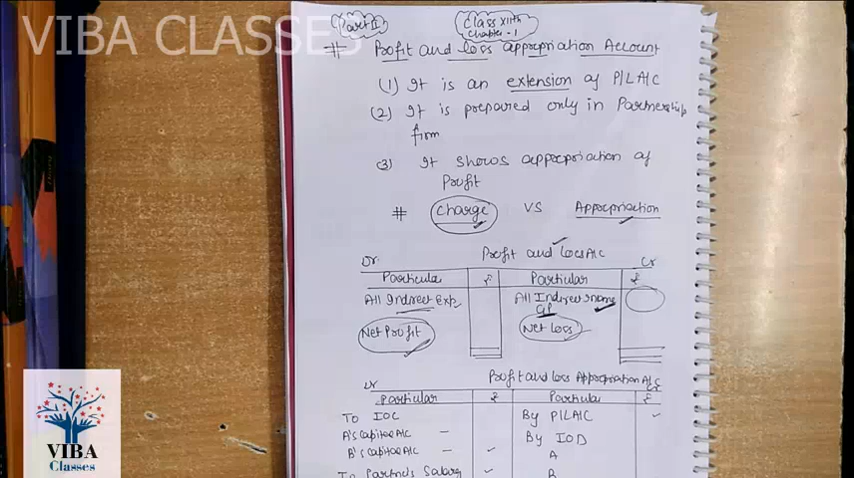 VIBA CLASSES
Part II
Class XIIth
Chapter-1
# Profit and loss appropriation Account
(1) It is an extension of P/L A/C
(2) It is prepared only in Partnership
firm
(3) It shows appropriation of
Profit
# Charge VS Appropriation
Profit and Loss A/C
Dr. Cr
Particular ₹ Particular ₹
All Indirect Exp. All Indirect Income
GP
Net Profit Net Loss
Profit and loss Appropriation A/C
Dr Cr
Particular ₹ Particular ₹
To IOC By P/L A/C
A's Capital A/C - By IOD
B's Capital A/C - A
To Partner's Salary B
VIBA
Classes